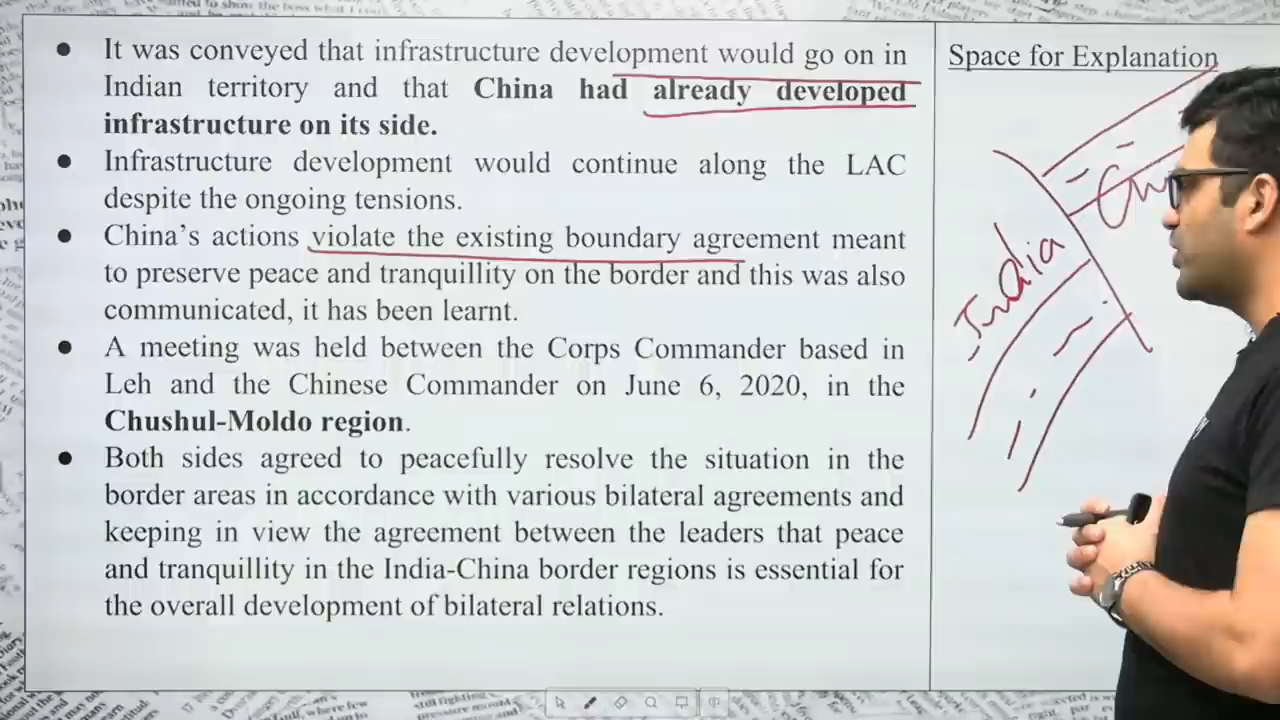 It was conveyed that infrastructure development would go on in
Indian territory and that China had already developed
infrastructure on its side.
Infrastructure development would continue along the LAC
despite the ongoing tensions.
China’s actions violate the existing boundary agreement meant
to preserve peace and tranquillity on the border and this was also
communicated, it has been learnt.
A meeting was held between the Corps Commander based in
Leh and the Chinese Commander on June 6, 2020, in the
Chushul-Moldo region.
Both sides agreed to peacefully resolve the situation in the
border areas in accordance with various bilateral agreements and
keeping in view the agreement between the leaders that peace
and tranquillity in the India-China border regions is essential for
the overall development of bilateral relations.
Space for Explanation
India